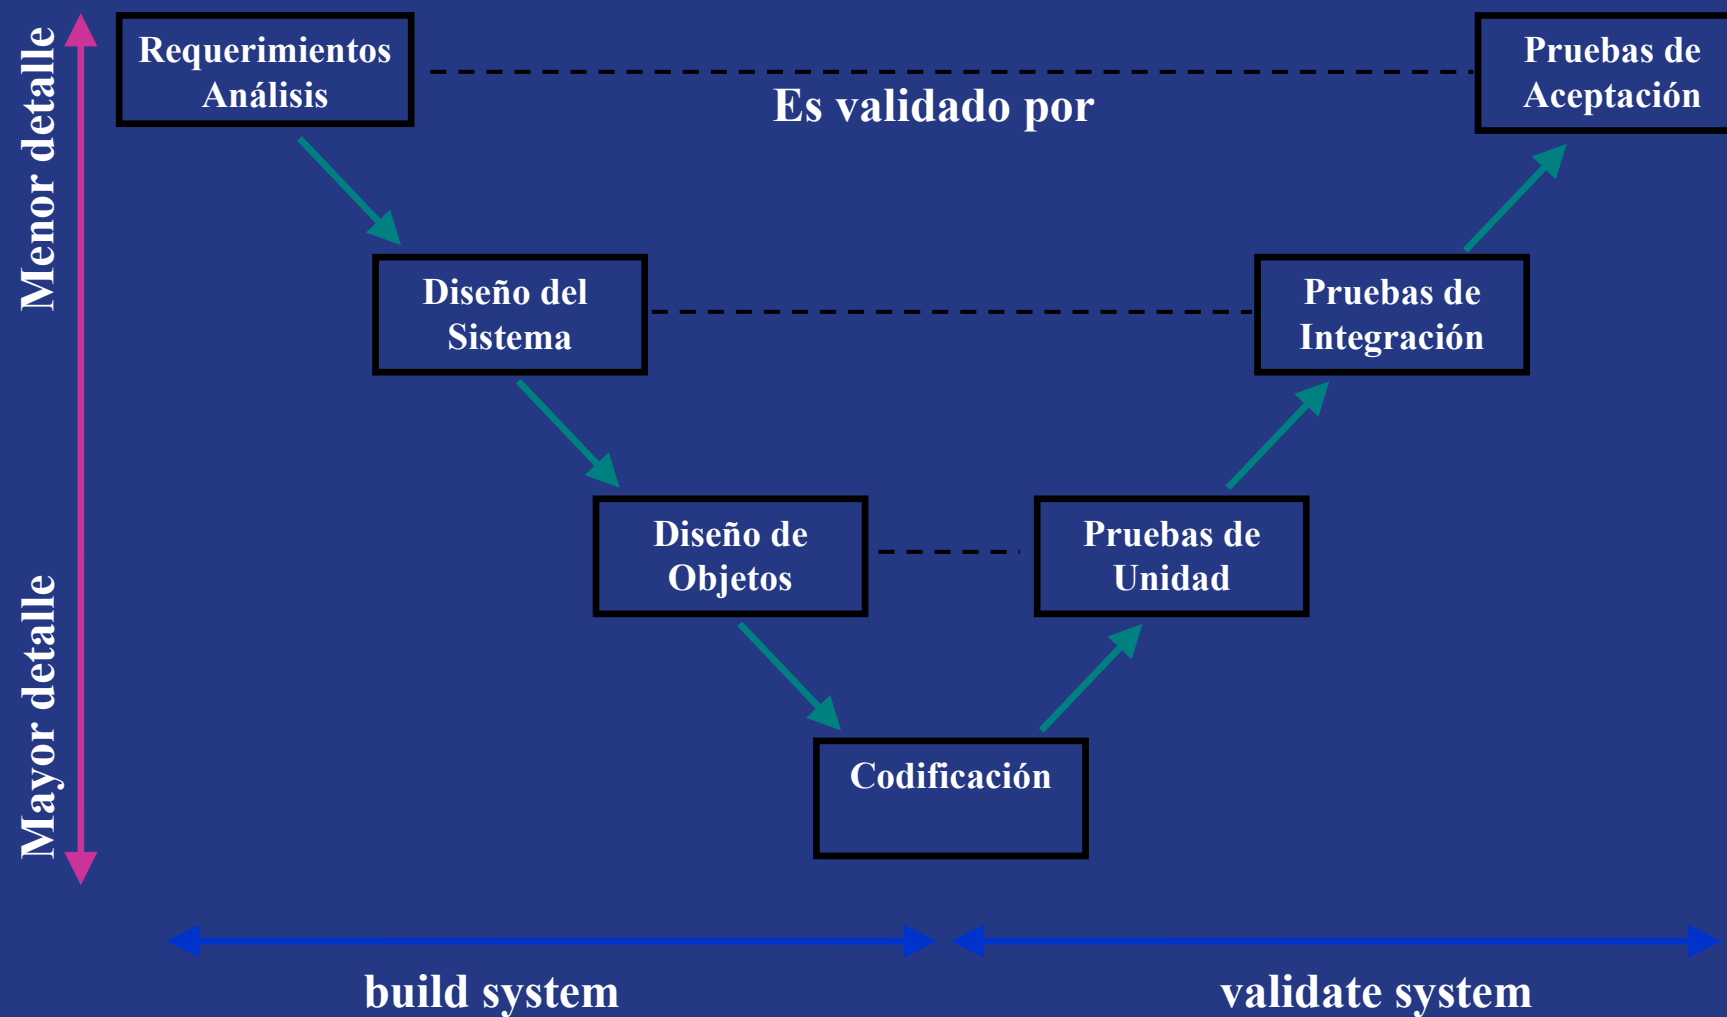 Menor detalle
Mayor detalle
Requerimientos
Análisis
Es validado por
Pruebas de
Aceptación
Diseño del
Sistema
Pruebas de
Integración
Diseño de
Objetos
Pruebas de
Unidad
Codificación
build system
validate system